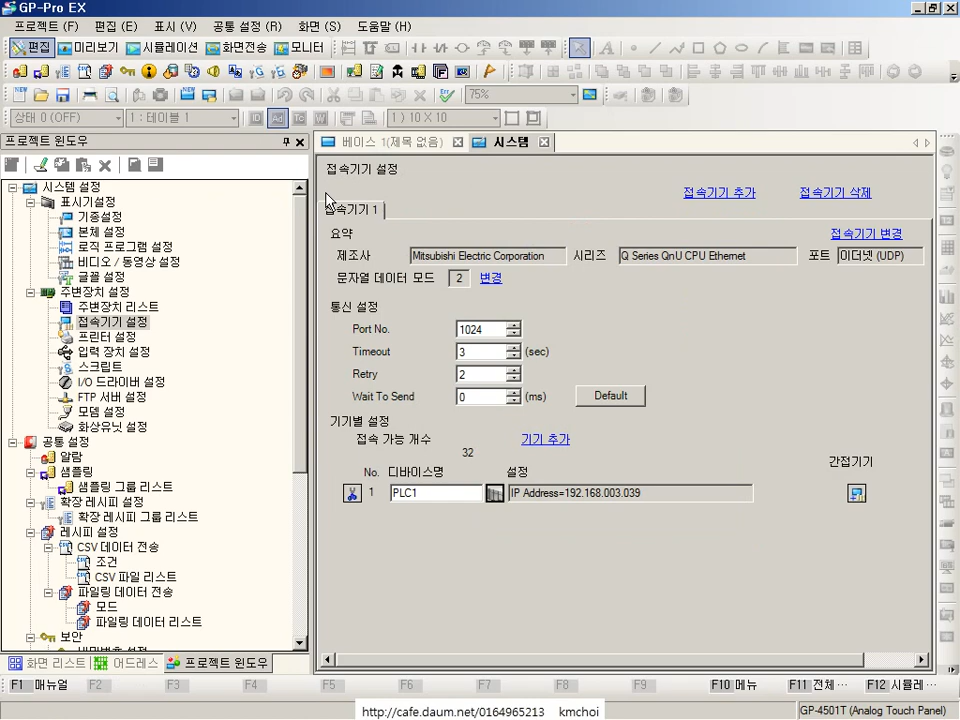 GP-Pro EX
프로젝트 (F) 편집 (E) 표시 (V) 공통 설정 (R) 화면 (S) 도움말 (H)
편집 미리보기 시뮬레이션 화면전송 모니터
75%
상태 0 (OFF) 1 : 테이블 1 1 ) 10 X 10
프로젝트 윈도우
베이스 1(제목 없음) 시스템
시스템 설정
표시기설정
기종설정
본체 설정
로직 프로그램 설정
비디오 / 동영상 설정
글꼴 설정
주변장치 설정
주변장치 리스트
접속기기 설정
프린터 설정
입력 장치 설정
스크립트
I/O 드라이버 설정
FTP 서버 설정
모뎀 설정
화상유닛 설정
공통 설정
알람
샘플링
샘플링 그룹 리스트
확장 레시피 설정
확장 레시피 그룹 리스트
레시피 설정
CSV 데이터 전송
조건
CSV 파일 리스트
파일링 데이터 전송
모드
파일링 데이터 리스트
보안
화면 리스트 어드레스 프로젝트 윈도우
접속기기 설정
접속기기 추가 접속기기 삭제
접속기기 1
요약 접속기기 변경
제조사 Mitsubishi Electric Corporation 시리즈 Q Series QnU CPU Ethernet 포트 이더넷 (UDP)
문자열 데이터 모드 2 변경
통신 설정
Port No. 1024
Timeout 3 (sec)
Retry 2
Wait To Send 0 (ms) Default
기기별 설정
접속 가능 개수 기기 추가
32
간접기기
No. 디바이스명 설정
1 PLC1 IP Address=192.168.003.039
F1 매뉴얼 F2 F3 F4 F5 F6 F7 F8 F9 F10 메뉴 F11 전체 ··· F12 시뮬레···
http://cafe.daum.net/0164965213 kmchoi
GP-4501T (Analog Touch Panel)